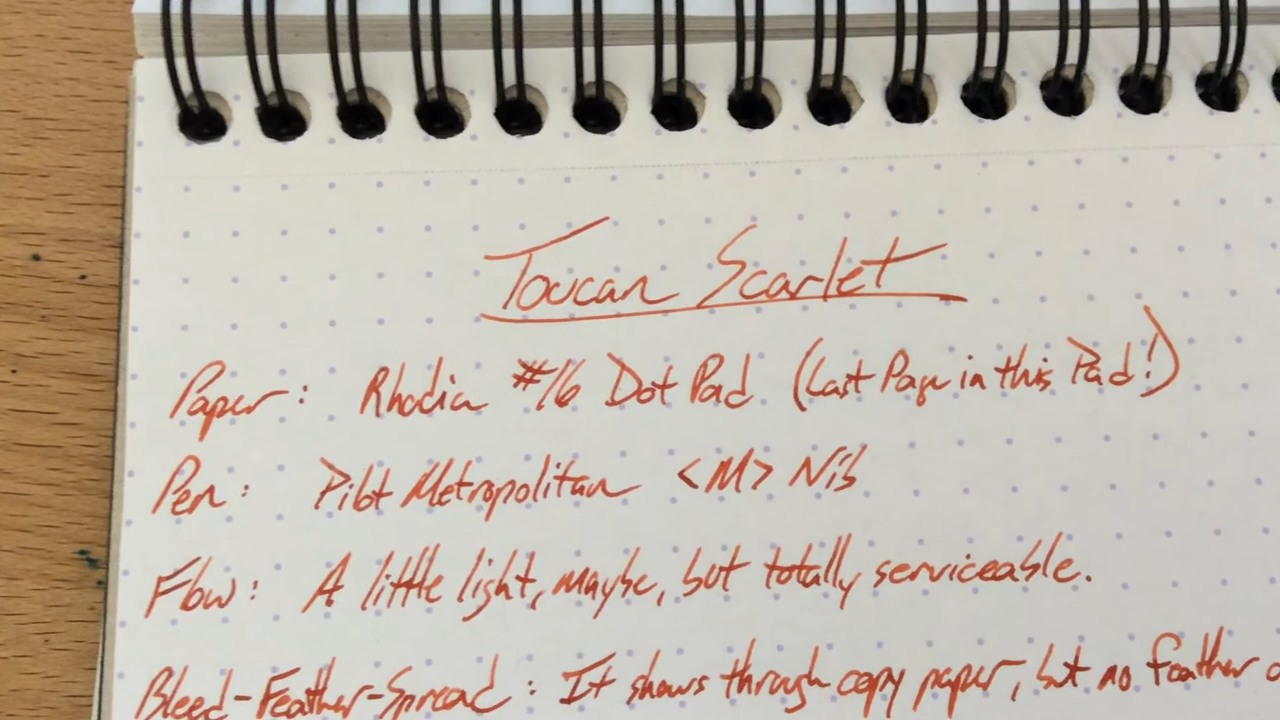 Toucan Scarlet
Paper: Rhodia #16 Dot Pad (Last Page in this Pad!)
Pen: Pilot Metropolitan <M> Nib
Flow: A little light, maybe, but totally serviceable.
Bleed-Feather-Spread: It shows through copy paper, but no feather